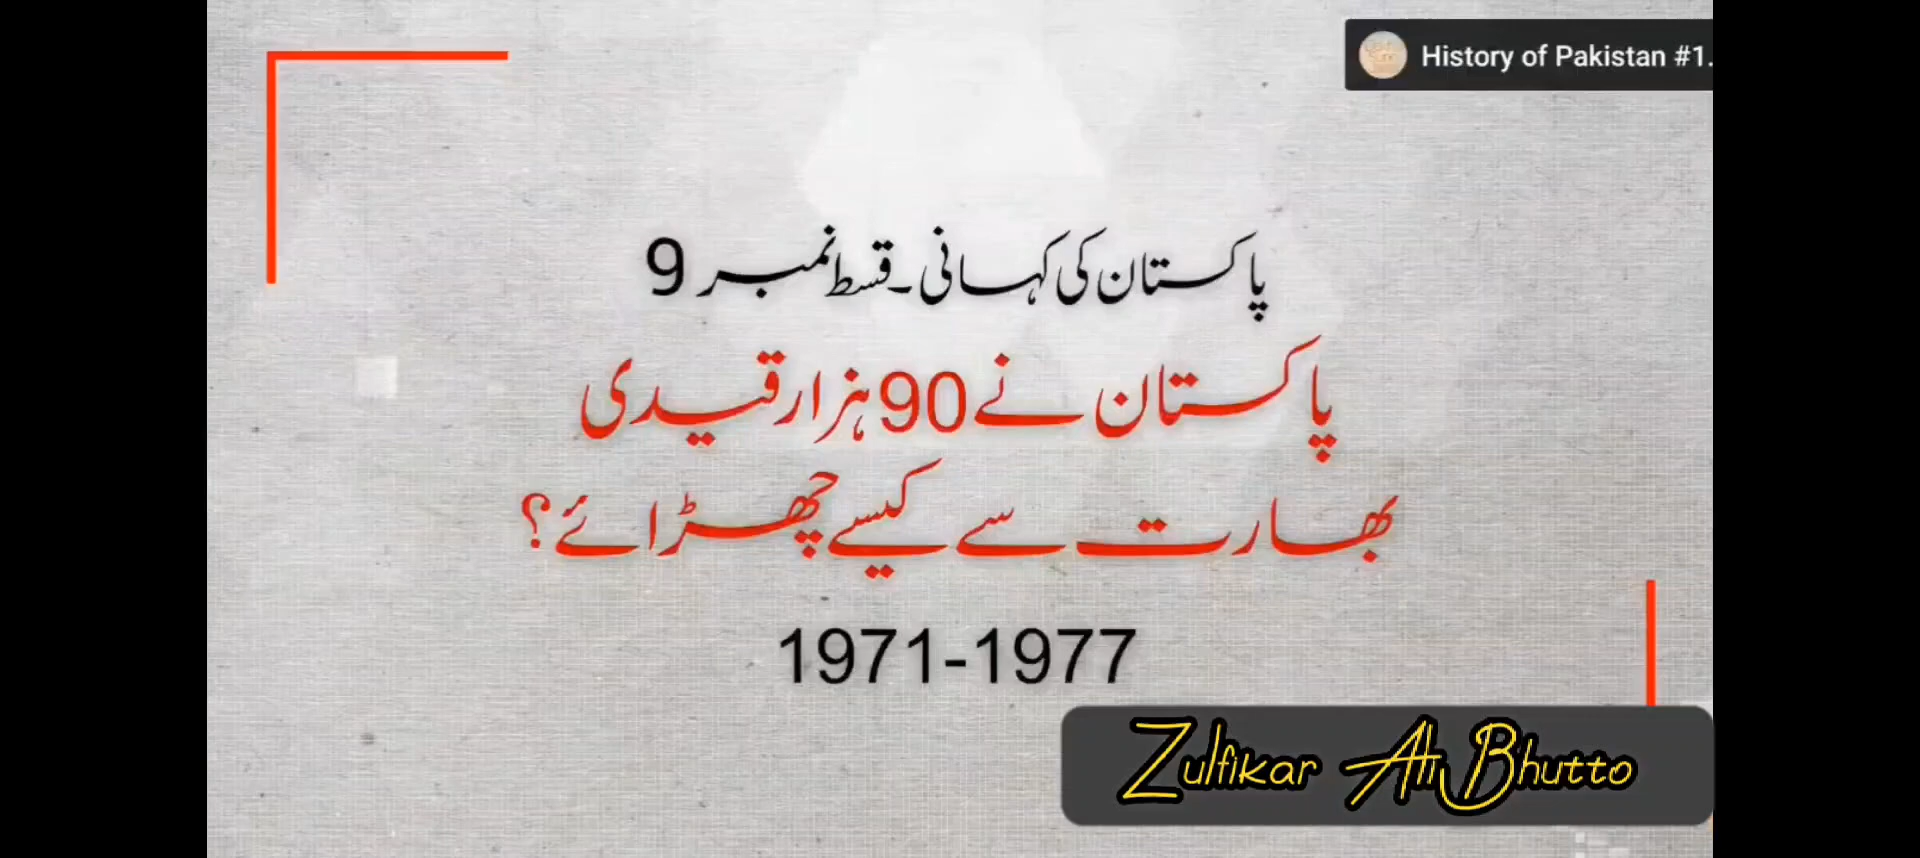 History of Pakistan #1.
پاکستان کی کہانی۔ قسط نمبر 9
پاکستان نے 90 ہزار قیدی
بھارت سے کیسے چھڑائے؟
1971-1977
Zulfikar Ali Bhutto